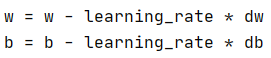 w = w - learning_rate * dw
b = b - learning_rate * db